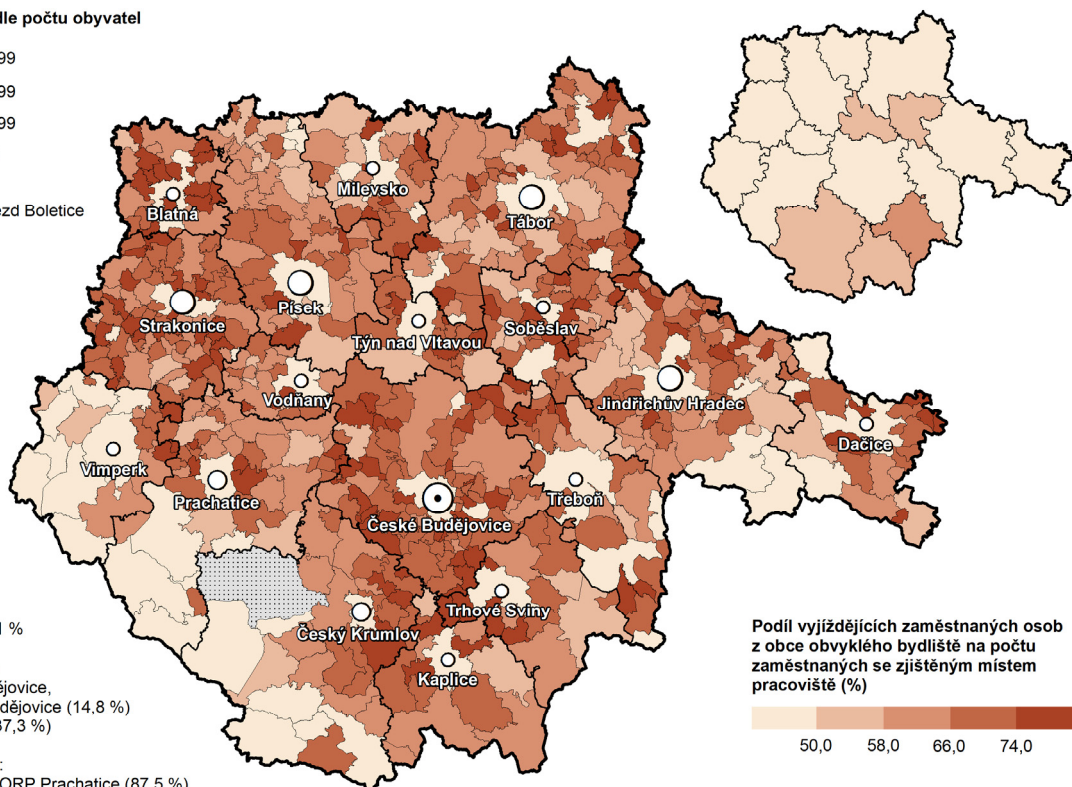 dle počtu obyvatel
99
99
99
ezd Boletice
Blatná
Milevsko
Tábor
Strakonice
Písek
Týn nad Vltavou
Soběslav
Vodňany
Jindřichův Hradec
Vimperk
Prachatice
Dačice
České Budějovice
Třeboň
Trhové Sviny
Český Krumlov
Kaplice
%
ějovice,
dějovice (14,8 %)
37,3 %)
:
ORP Prachatice (87,5 %)
Podíl vyjíždějících zaměstnaných osob
z obce obvyklého bydliště na počtu
zaměstnaných se zjištěným místem
pracoviště (%)
50,0 58,0 66,0 74,0